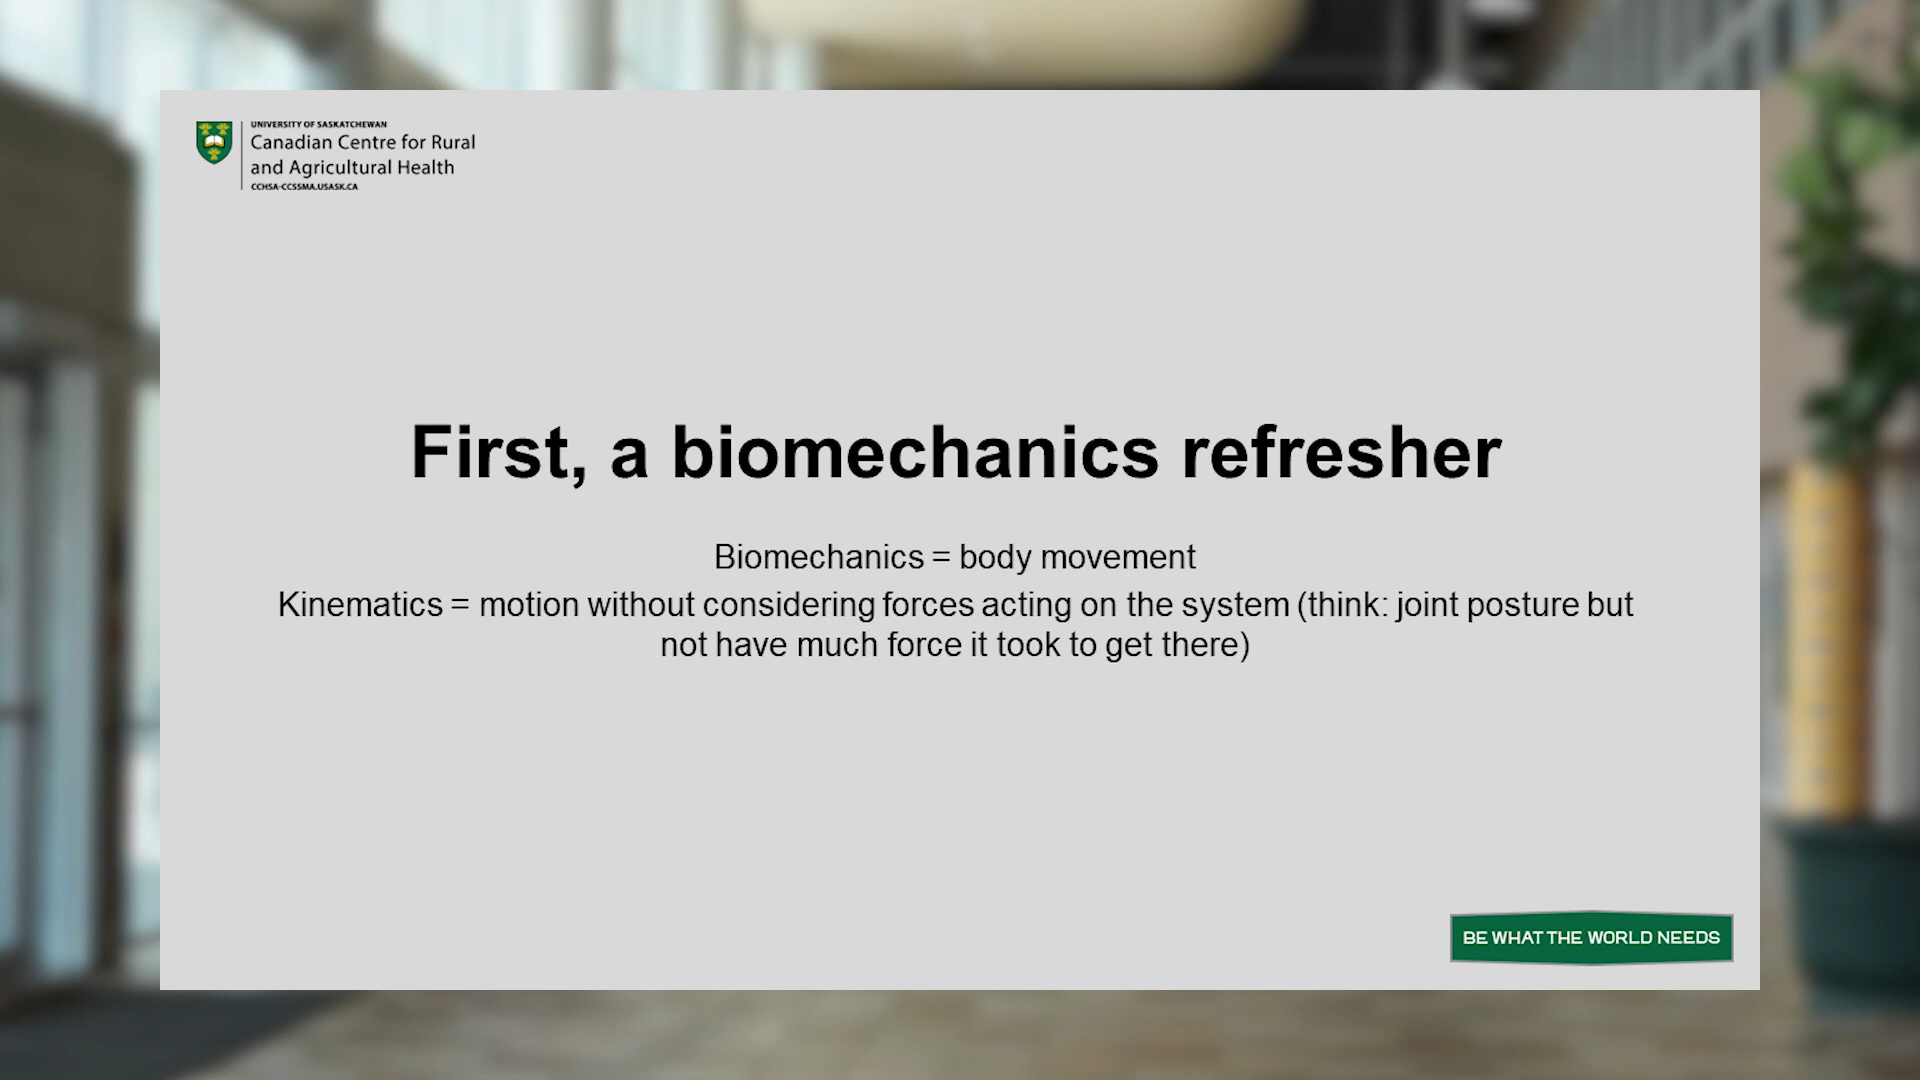 UNIVERSITY OF SASKATCHEWAN
Canadian Centre for Rural
and Agricultural Health
CCHSA-CCSSMA.USASK.CA
First, a biomechanics refresher
Biomechanics = body movement
Kinematics = motion without considering forces acting on the system (think: joint posture but
not have much force it took to get there)
BE WHAT THE WORLD NEEDS